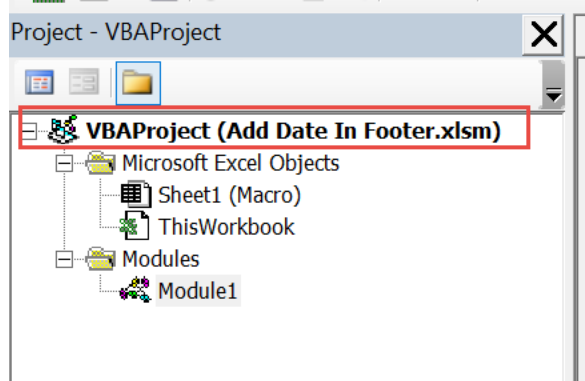 Project - VBAProject
VBAProject (Add Date In Footer.xlsm)
Microsoft Excel Objects
Sheet1 (Macro)
ThisWorkbook
Modules
Module1